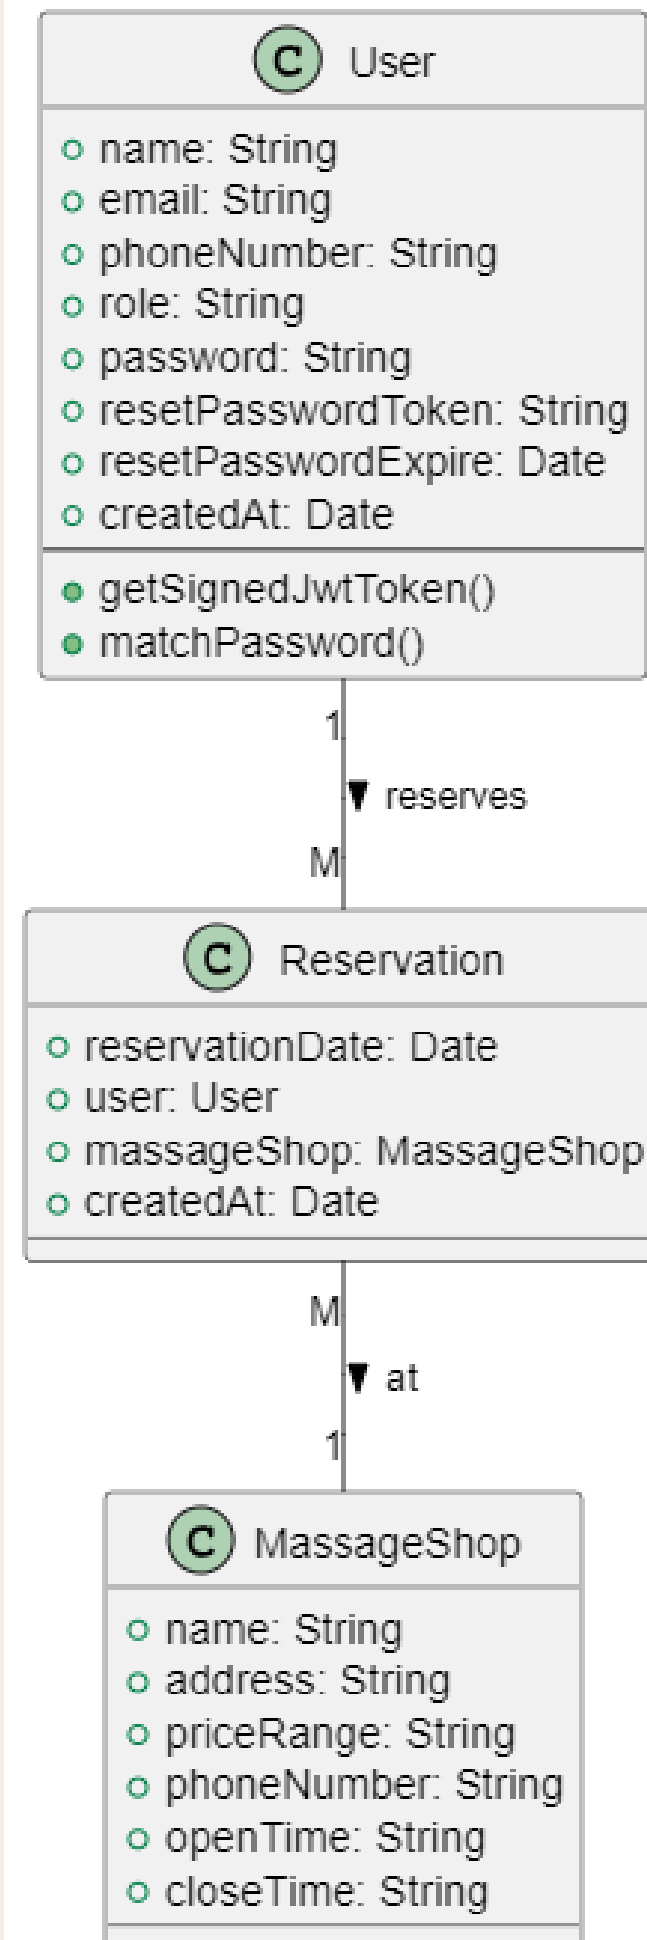 C User
name: String
email: String
phoneNumber: String
role: String
password: String
resetPasswordToken: String
resetPasswordExpire: Date
createdAt: Date
getSignedJwtToken()
matchPassword()
1
reserves
M
C Reservation
reservationDate: Date
user: User
massageShop: MassageShop
createdAt: Date
M
at
1
C MassageShop
name: String
address: String
priceRange: String
phoneNumber: String
openTime: String
closeTime: String